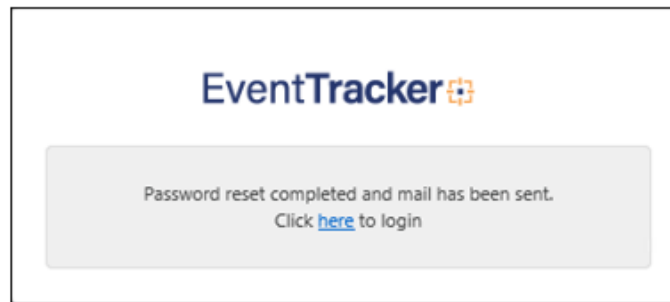 EventTracker
Password reset completed and mail has been sent.
Click here to login